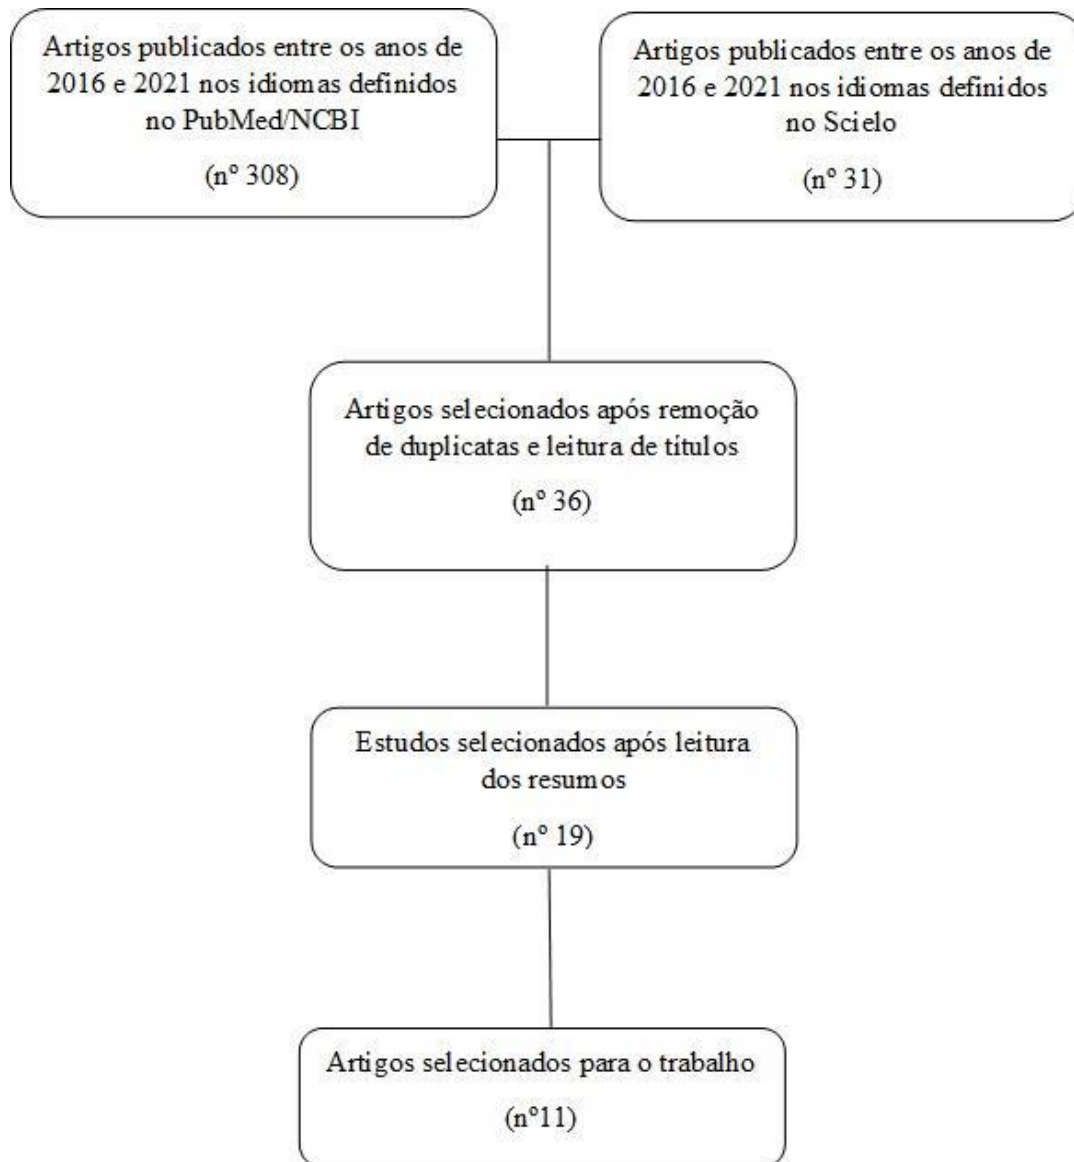 Artigos publicados entre os anos de
2016 e 2021 nos idiomas definidos
no PubMed/NCBI
(nº 308)
Artigos publicados entre os anos de
2016 e 2021 nos idiomas definidos
no Scielo
(nº 31)
Artigos selecionados após remoção
de duplicatas e leitura de títulos
(nº 36)
Estudos selecionados após leitura
dos resumos
(nº 19)
Artigos selecionados para o trabalho
(nº11)